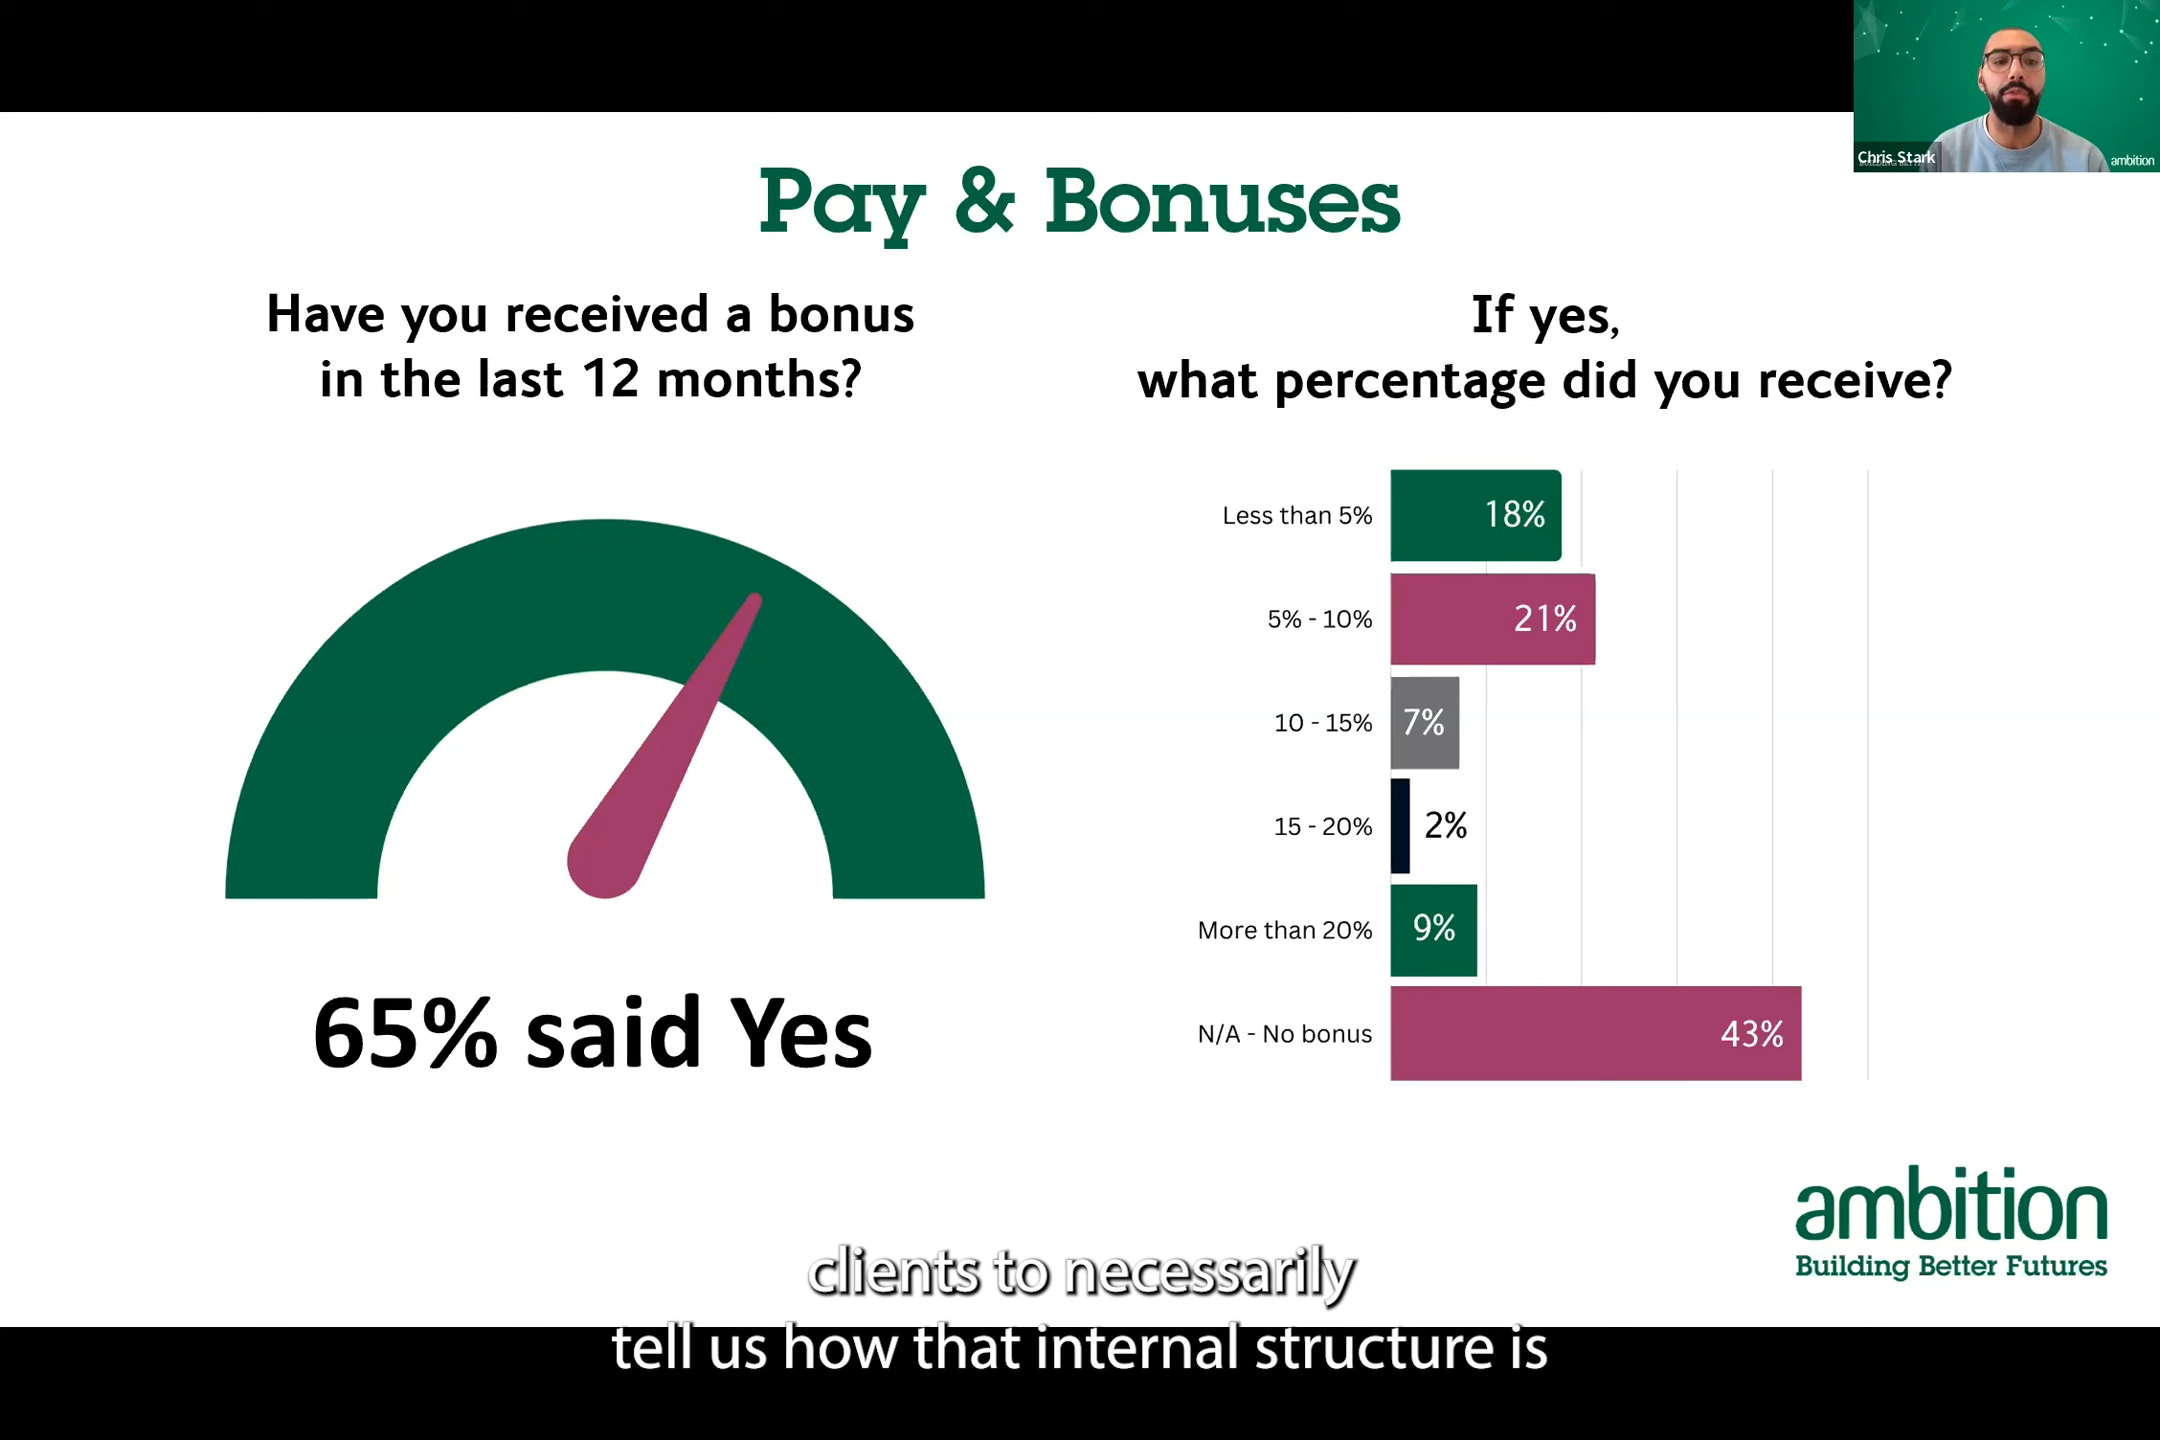 Chris Stark
ambition
Pay & Bonuses
Have you received a bonus
in the last 12 months?
65% said Yes
If yes,
what percentage did you receive?
Less than 5% 18%
5% - 10% 21%
10 - 15% 7%
15 - 20% 2%
More than 20% 9%
N/A - No bonus 43%
ambition
Building Better Futures
clients to necessarily
tell us how that internal structure is